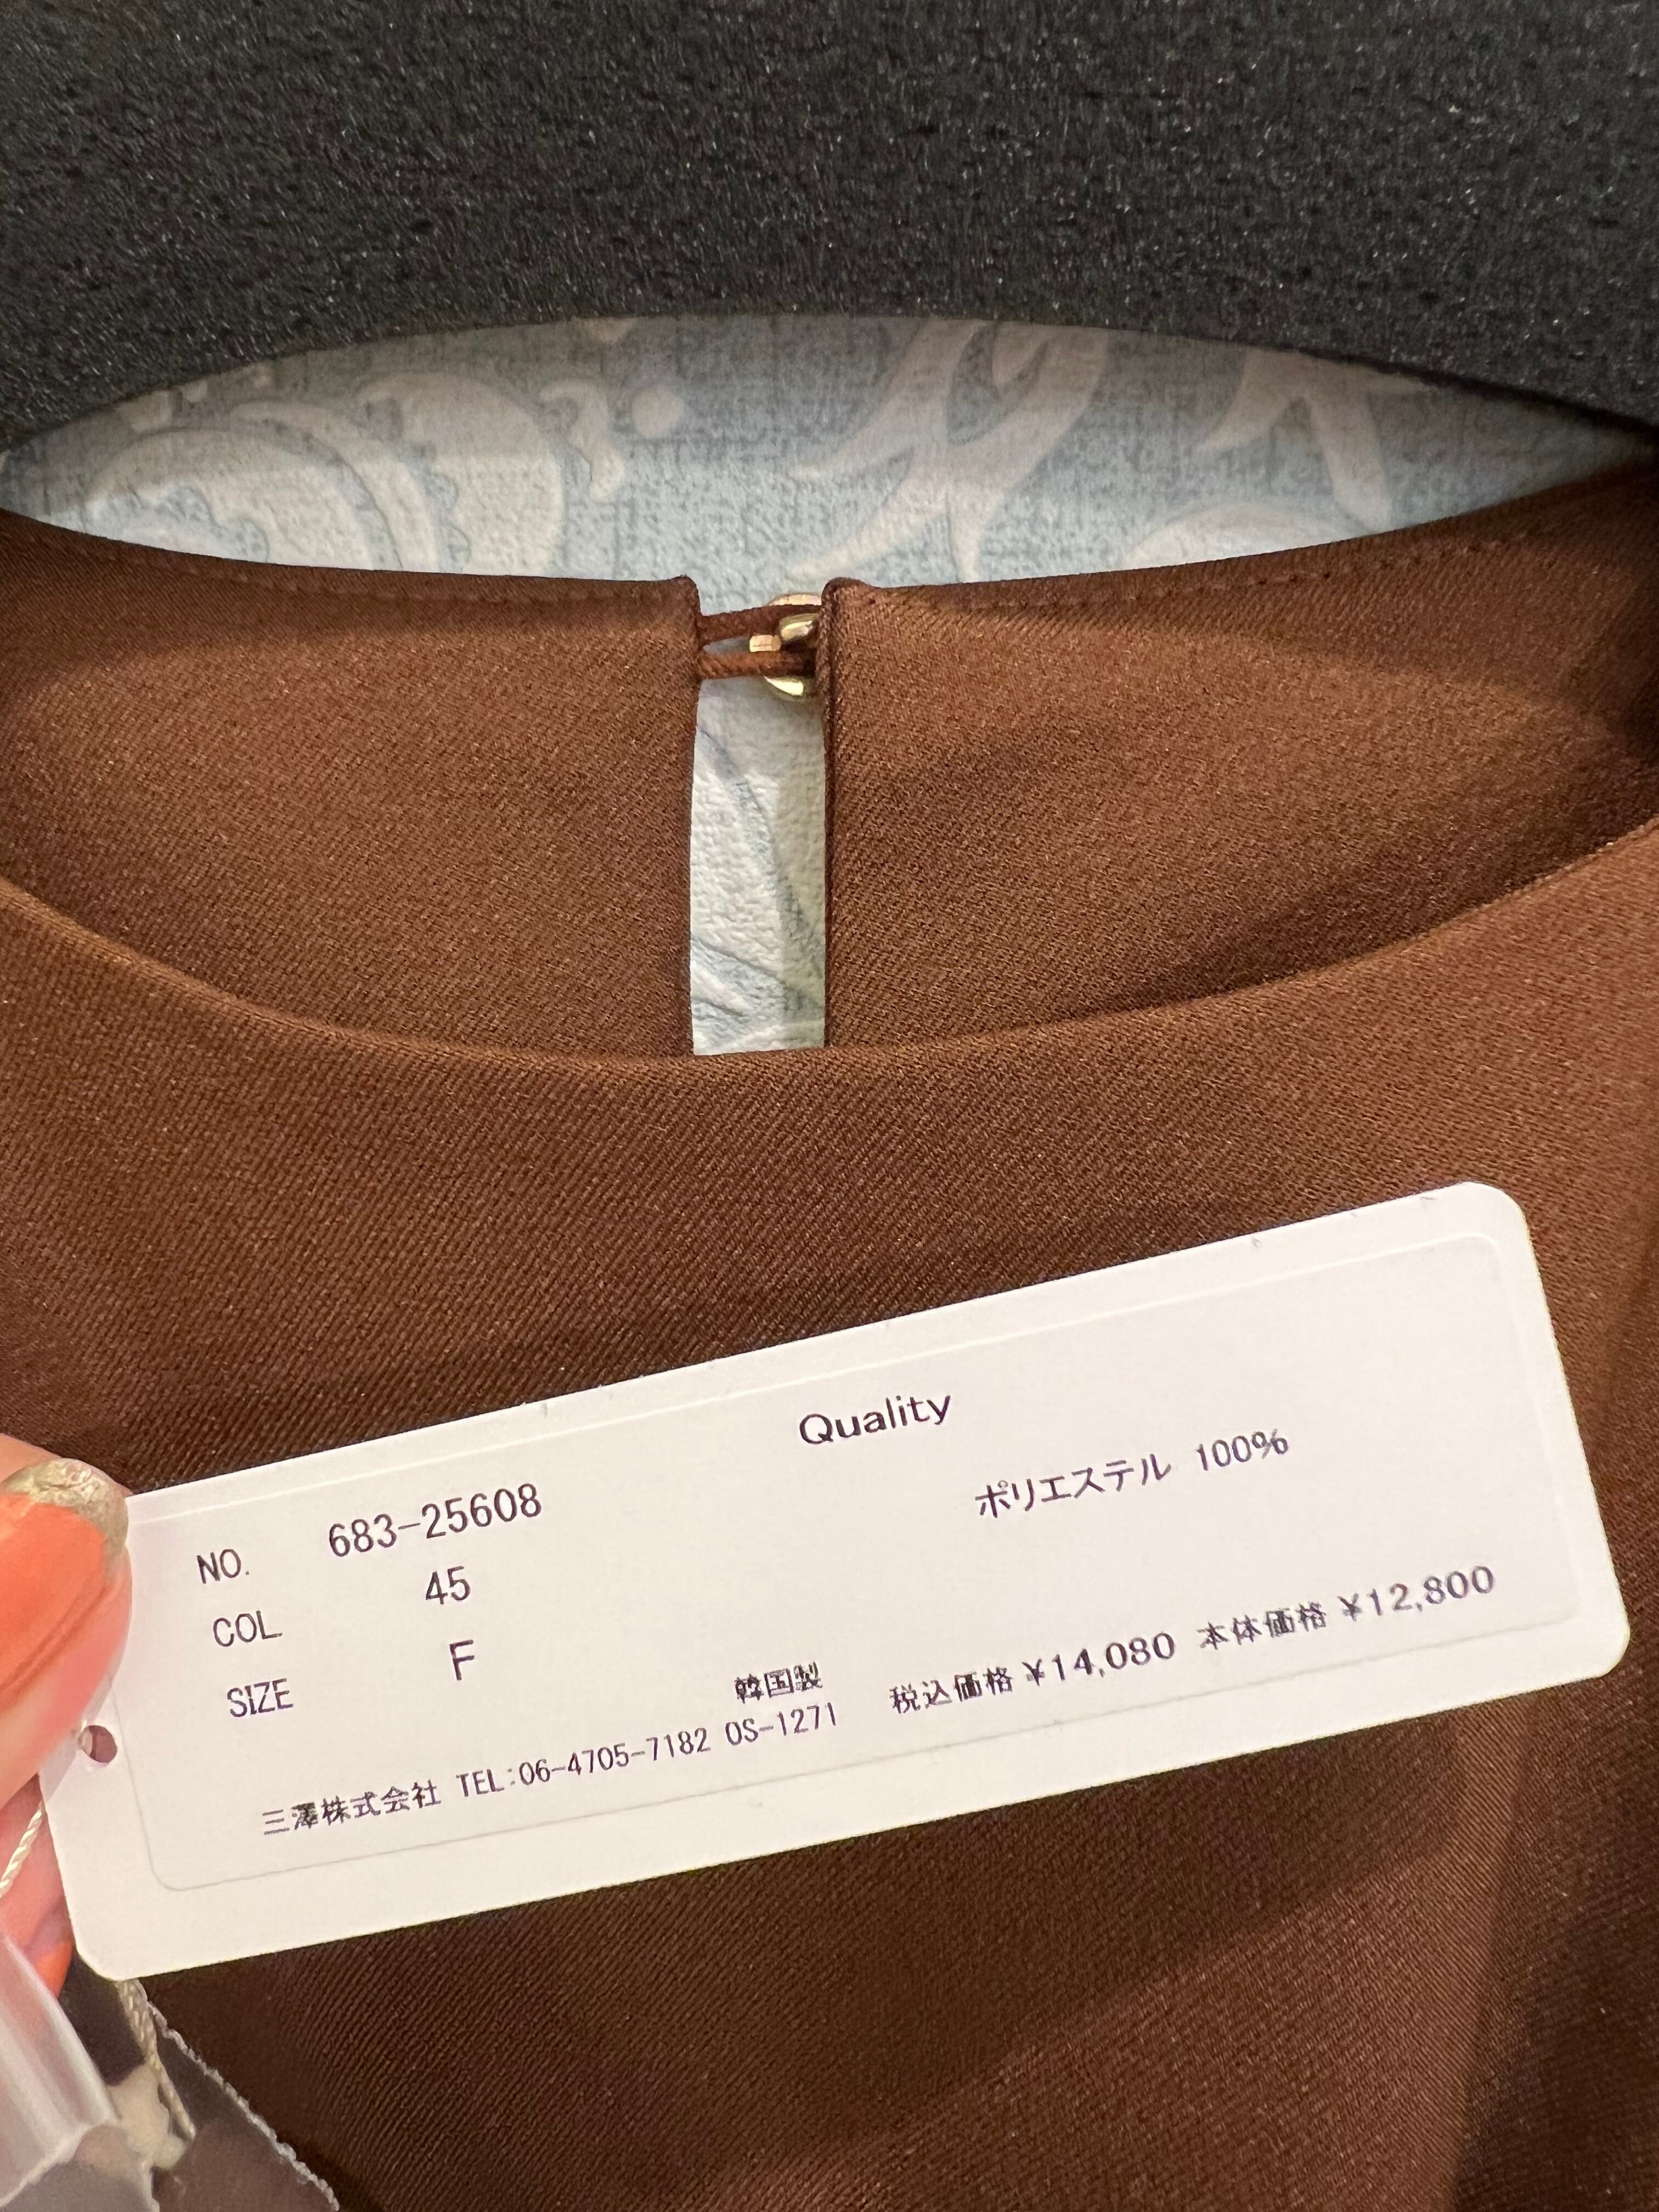 Quality
NO. 683-25608
ポリエステル 100%
COL 45
SIZE F
韓国製
税込価格 ¥14,080 本体価格 ¥12,800
三澤株式会社 TEL:06-4705-7182 OS-1271